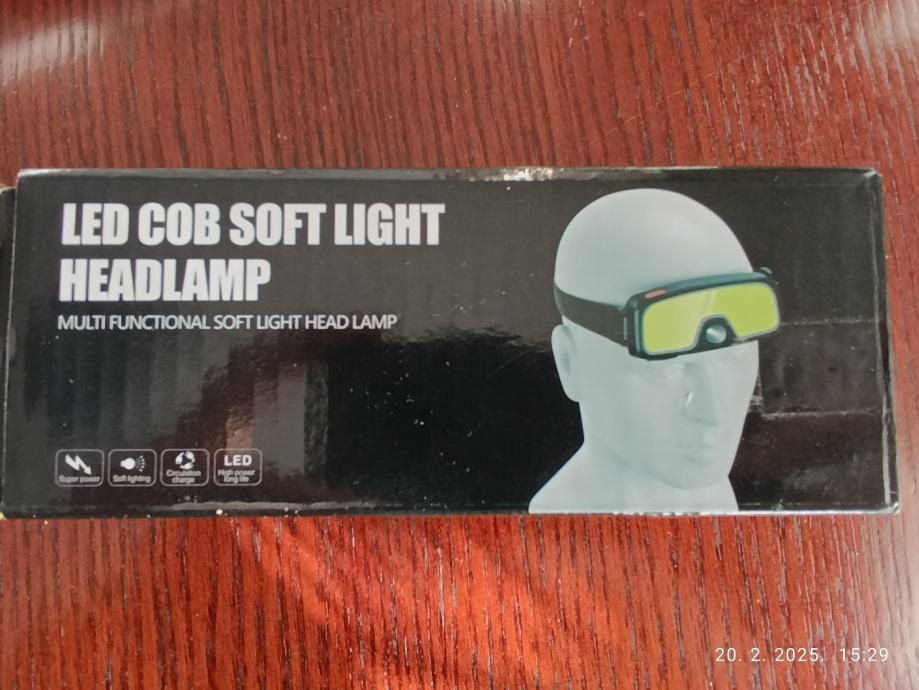 LED COB SOFT LIGHT
HEADLAMP
MULTI FUNCTIONAL SOFT LIGHT HEAD LAMP
Super power
Soft lighting
Circulation
charge
LED
High power
long life
20. 2. 2025. 15:29